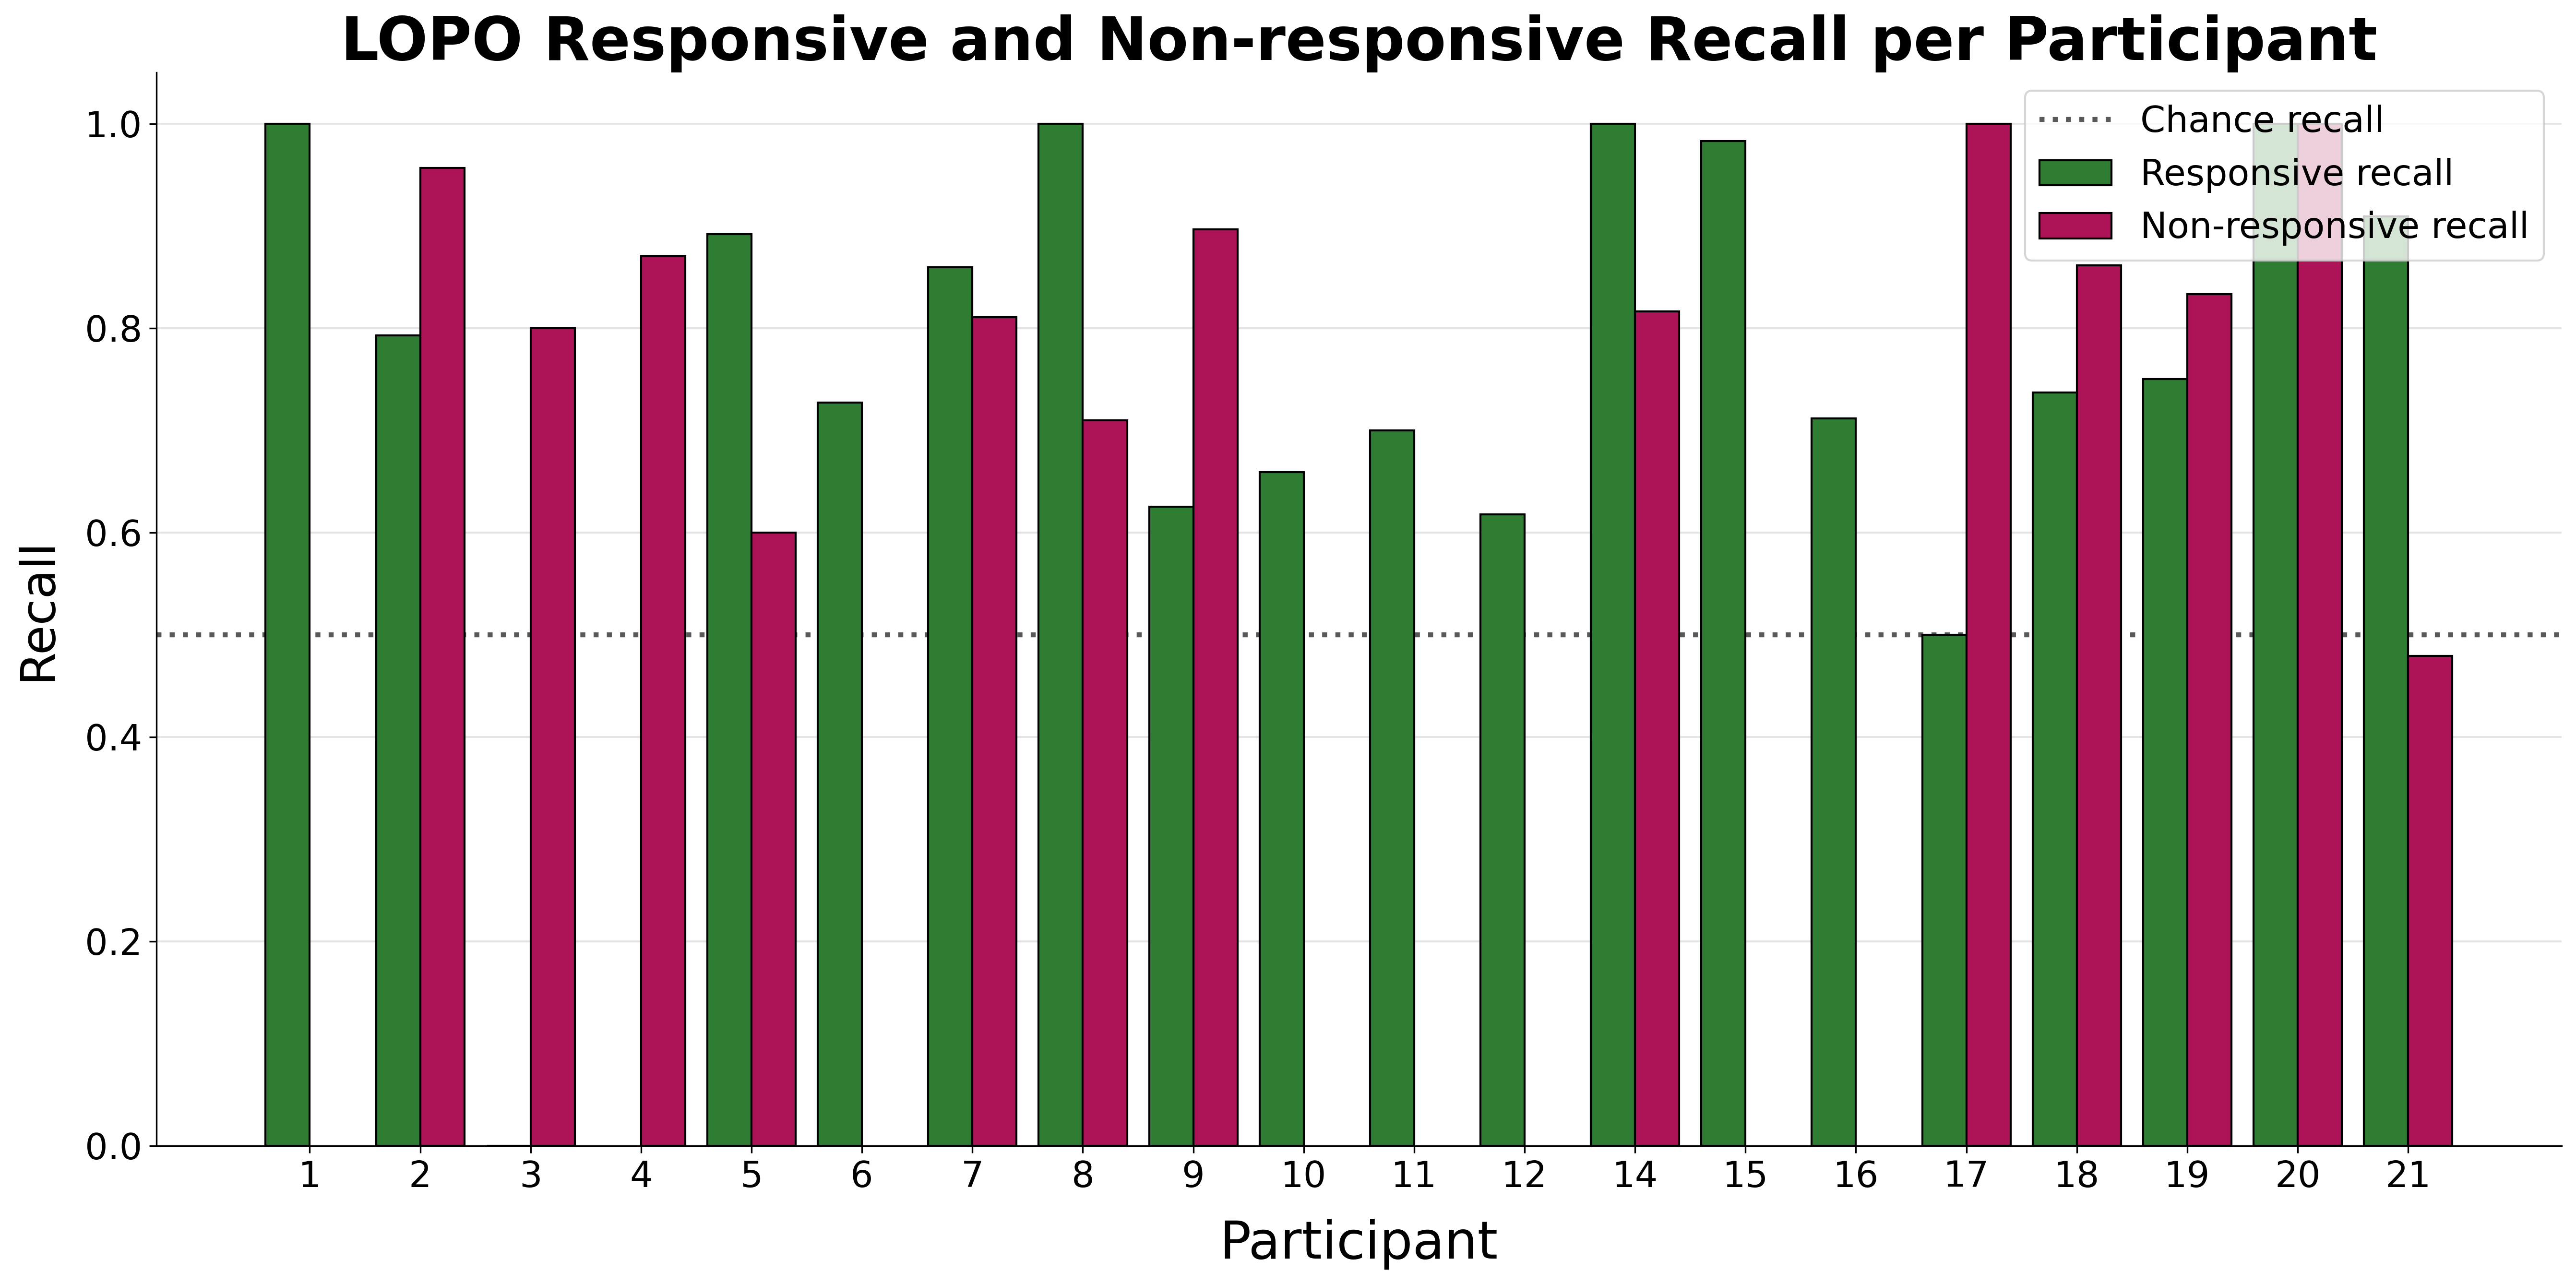 LOPO Responsive and Non-responsive Recall per Participant
Chance recall
Responsive recall
Non-responsive recall
Recall
1.0
0.8
0.6
0.4
0.2
0.0
1 2 3 4 5 6 7 8 9 10 11 12 14 15 16 17 18 19 20 21
Participant